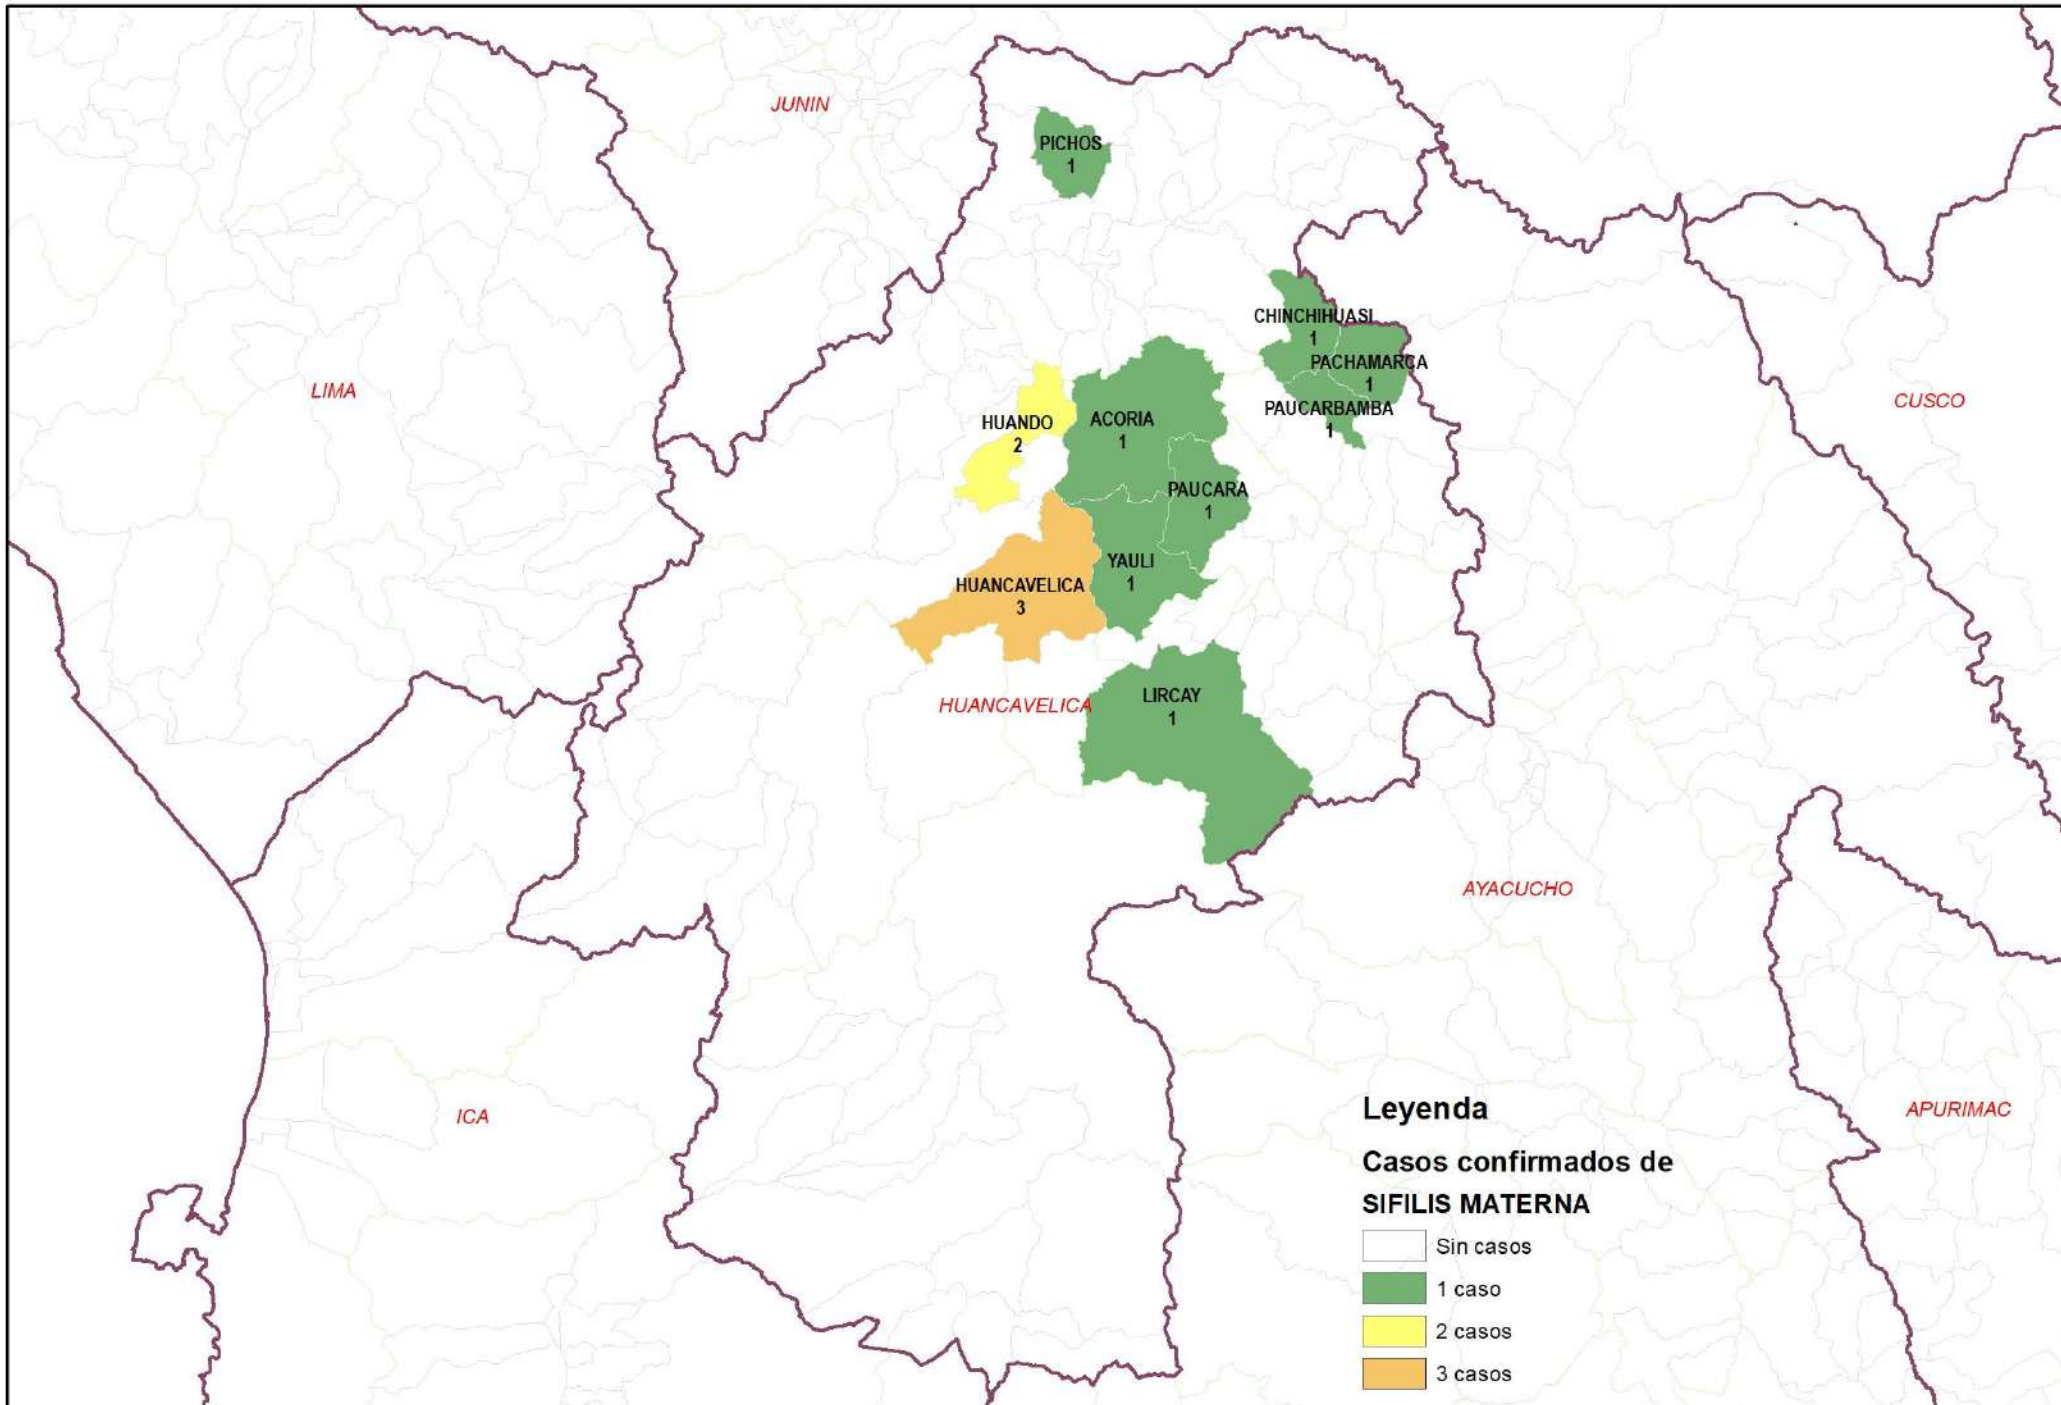 JUNIN
PICHOS
1
CHINCHIHUASI
1
PACHAMARCA
1
PAUCARBAMBA
1
LIMA
CUSCO
HUANDO
2
ACORIA
1
PAUCARA
1
YAULI
1
HUANCAVELICA
3
HUANCAVELICA
LIRCAY
1
AYACUCHO
ICA
APURIMAC
Leyenda
Casos confirmados de
SIFILIS MATERNA
Sin casos
1 caso
2 casos
3 casos